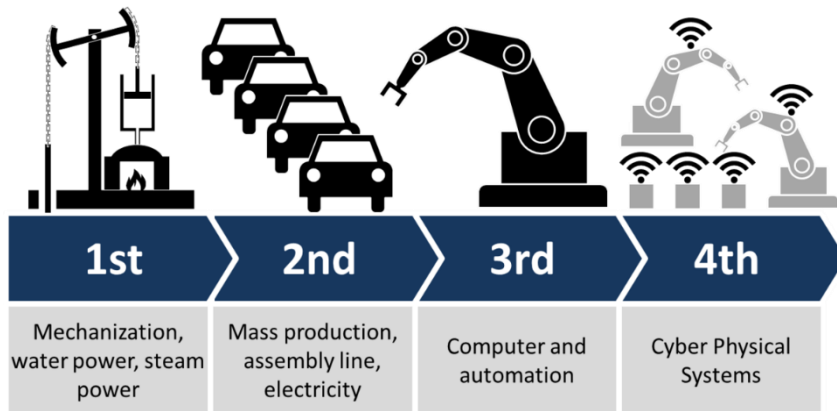 1st
2nd
3rd
4th
Mechanization,
water power, steam
power
Mass production,
assembly line,
electricity
Computer and
automation
Cyber Physical
Systems